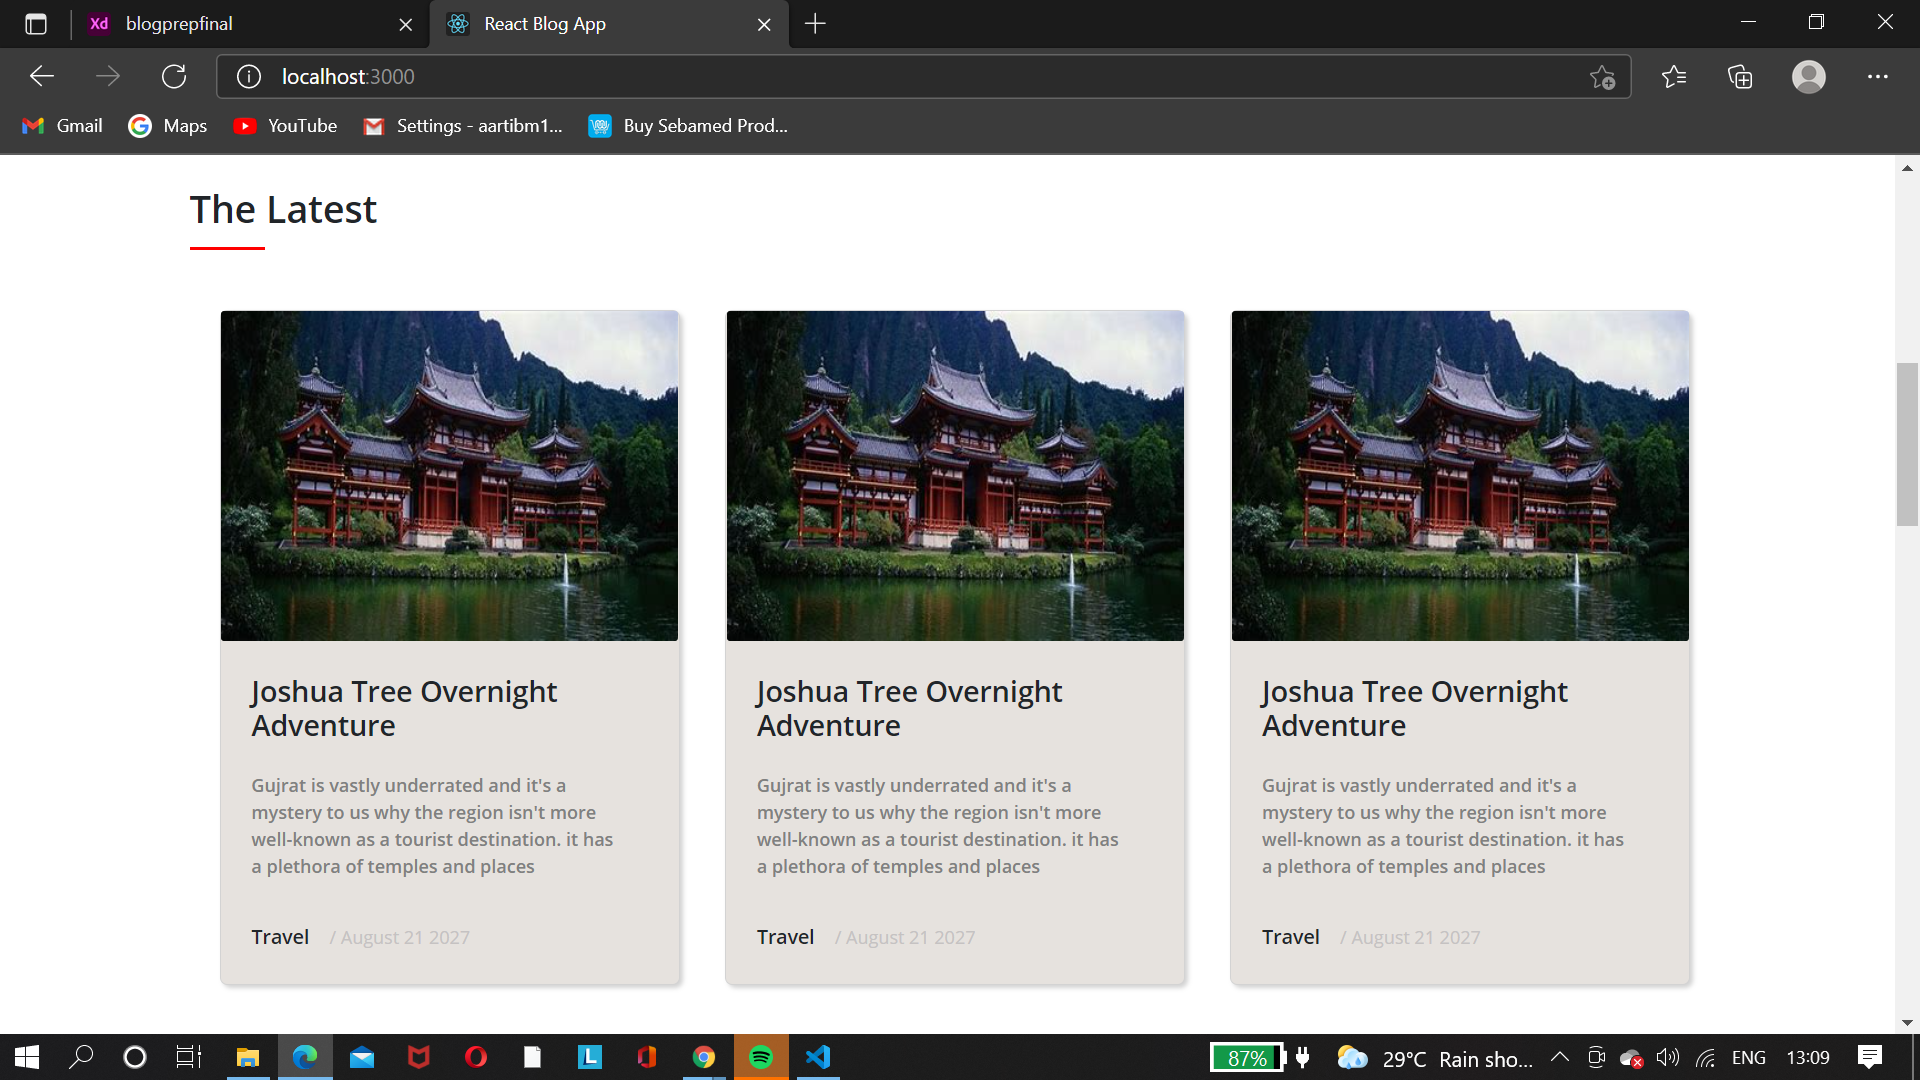 Xd blogprepfinal
React Blog App
localhost:3000
Gmail
Maps
YouTube
Settings - aartibm1...
Buy Sebamed Prod...
The Latest
Joshua Tree Overnight
Adventure
Gujrat is vastly underrated and it's a
mystery to us why the region isn't more
well-known as a tourist destination. it has
a plethora of temples and places
Travel / August 21 2027
Joshua Tree Overnight
Adventure
Gujrat is vastly underrated and it's a
mystery to us why the region isn't more
well-known as a tourist destination. it has
a plethora of temples and places
Travel / August 21 2027
Joshua Tree Overnight
Adventure
Gujrat is vastly underrated and it's a
mystery to us why the region isn't more
well-known as a tourist destination. it has
a plethora of temples and places
Travel / August 21 2027
L
87%
29°C Rain sho...
ENG
13:09